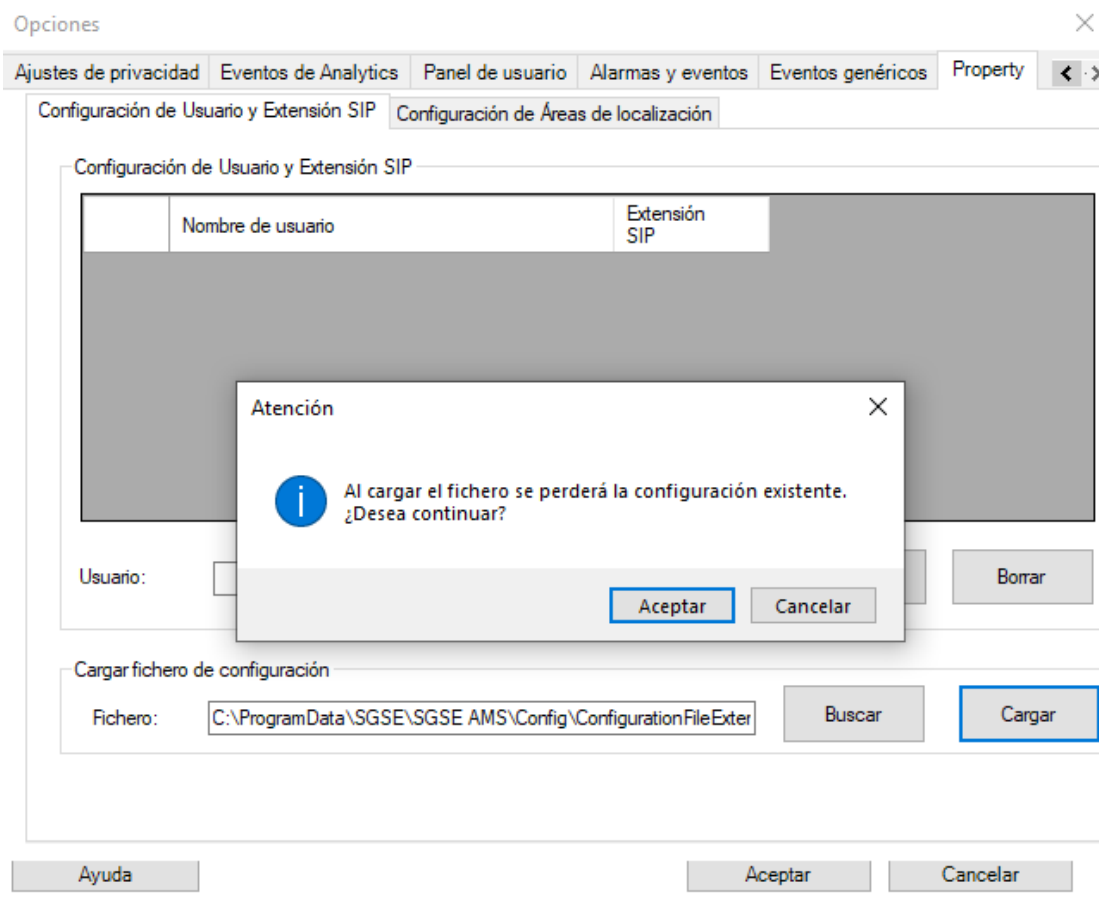 Opciones
Ajustes de privacidad Eventos de Analytics Panel de usuario Alarmas y eventos Eventos genéricos Property
Configuración de Usuario y Extensión SIP Configuración de Áreas de localización
Configuración de Usuario y Extensión SIP
Nombre de usuario Extensión
SIP
Atención
Al cargar el fichero se perderá la configuración existente.
¿Desea continuar?
Aceptar Cancelar
Usuario: Borrar
Cargar fichero de configuración
Fichero: C:\ProgramData\SGSE\SGSE AMS\Config\ConfigurationFileExter Buscar Cargar
Ayuda Aceptar Cancelar